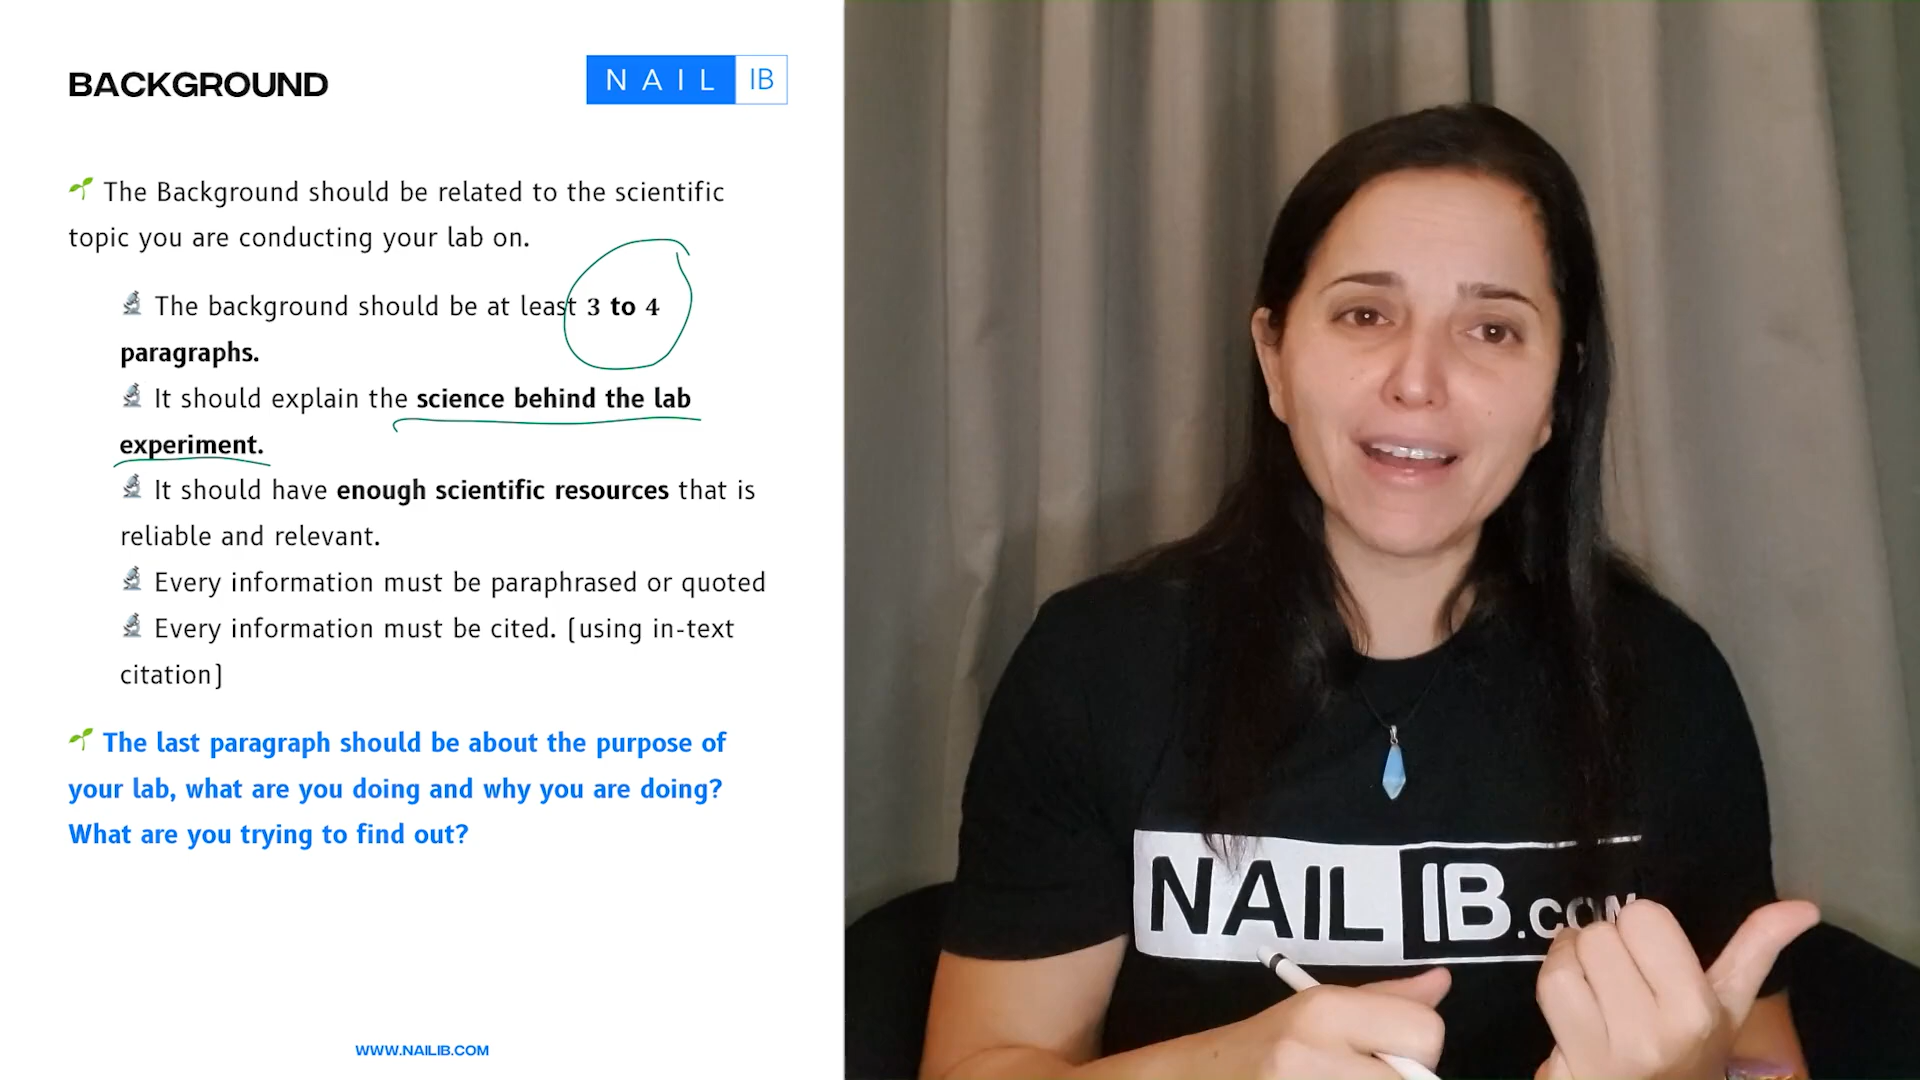 BACKGROUND
NAIL IB
The Background should be related to the scientific
topic you are conducting your lab on.
The background should be at least 3 to 4
paragraphs.
It should explain the science behind the lab
experiment.
It should have enough scientific resources that is
reliable and relevant.
Every information must be paraphrased or quoted
Every information must be cited. (using in-text
citation)
The last paragraph should be about the purpose of
your lab, what are you doing and why you are doing?
What are you trying to find out?
WWW.NAILIB.COM
NAIL IB.COM